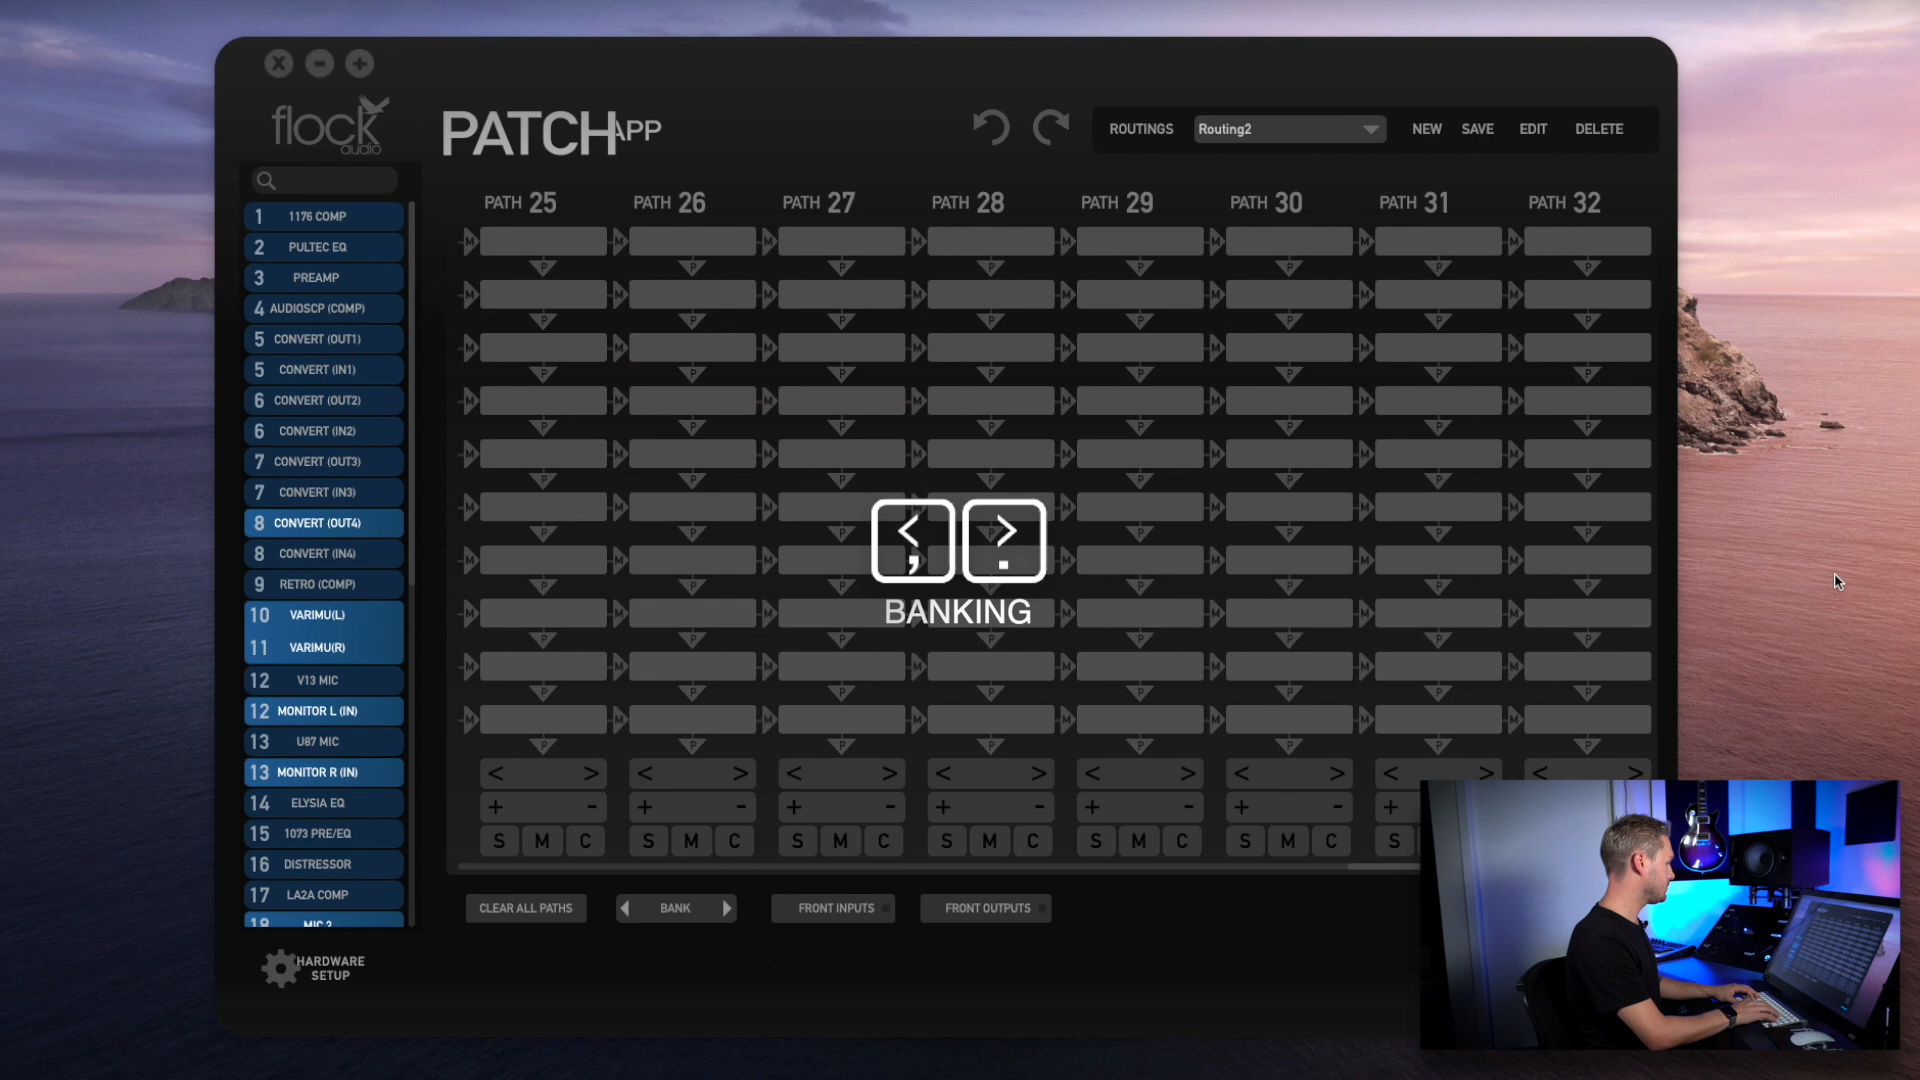 X - +
flock
audio
PATCH APP
ROUTINGS Routing2 NEW SAVE EDIT DELETE
PATH 25 PATH 26 PATH 27 PATH 28 PATH 29 PATH 30 PATH 31 PATH 32
1 1176 COMP
2 PULTEC EQ
3 PREAMP
4 AUDIOSCP (COMP)
5 CONVERT (OUT1)
5 CONVERT (IN1)
6 CONVERT (OUT2)
6 CONVERT (IN2)
7 CONVERT (OUT3)
7 CONVERT (IN3)
8 CONVERT (OUT4)
8 CONVERT (IN4)
9 RETRO (COMP)
10 VARIMU(L)
11 VARIMU(R)
12 V13 MIC
12 MONITOR L (IN)
13 U87 MIC
13 MONITOR R (IN)
14 ELYSIA EQ
15 1073 PRE/EQ
16 DISTRESSOR
17 LA2A COMP
18 MIC 2
M M M M M M M M
P P P P P P P P
M M M M M M M M
P P P P P P P P
M M M M M M M M
P P P P P P P P
M M M M M M M M
P P P P P P P P
M M M M M M M M
P P P P P P P P
M M M M M M M
P P P P P P P P
M M M M M M M
P P P P P P P P
M M M M M M M M
P P P P P P P P
M M M M M M M M
P P P P P P P P
M M M M M M M M
P P P P P P P P
< , > .
BANKING
< > < > < > < > < > < > < > < >
+ - + - + - + - + - + - +
S M C S M C S M C S M C S M C S M C S
CLEAR ALL PATHS BANK FRONT INPUTS FRONT OUTPUTS
HARDWARE
SETUP